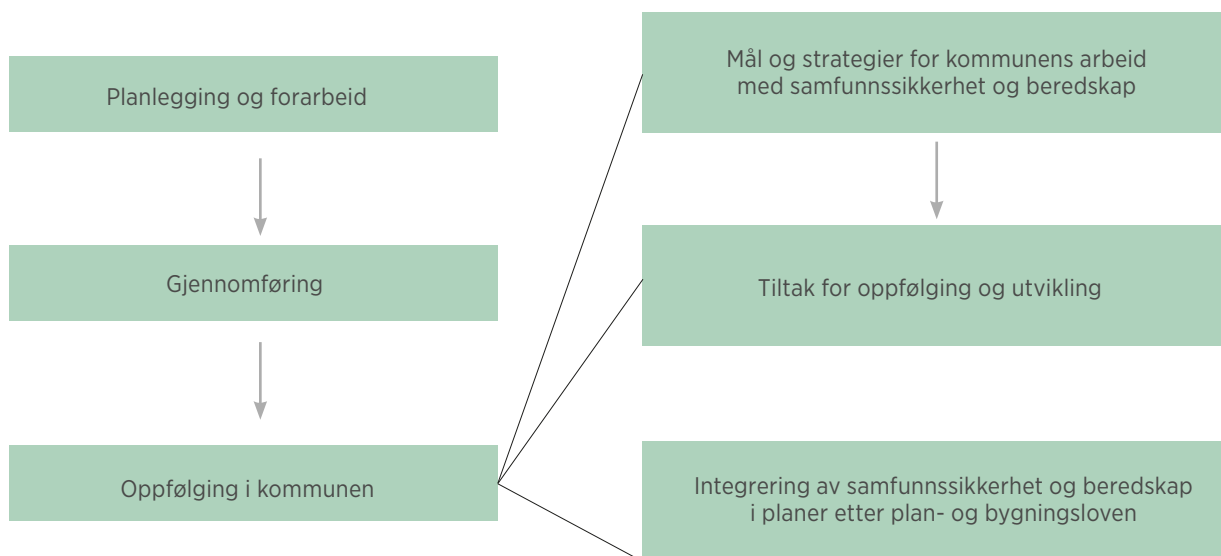 Planlegging og forarbeid
Gjennomføring
Oppfølging i kommunen
Mål og strategier for kommunens arbeid
med samfunnssikkerhet og beredskap
Tiltak for oppfølging og utvikling
Integrering av samfunnssikkerhet og beredskap
i planer etter plan- og bygningsloven